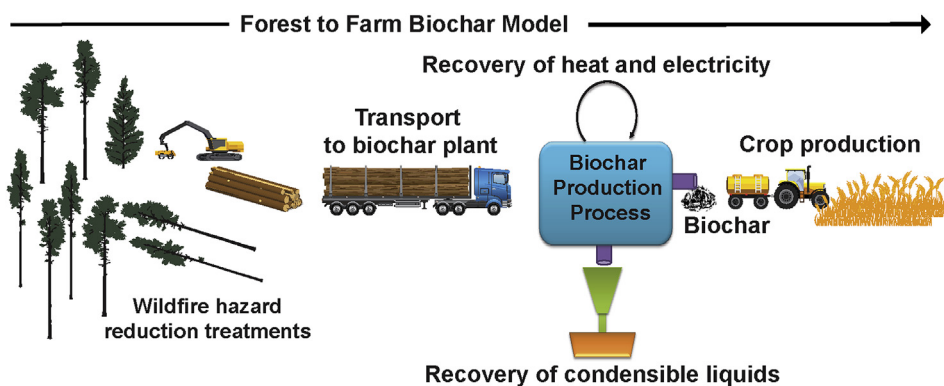 Forest to Farm Biochar Model
Recovery of heat and electricity
Transport
to biochar plant
Biochar
Production
Process
Crop production
Biochar
Wildfire hazard
reduction treatments
Recovery of condensible liquids